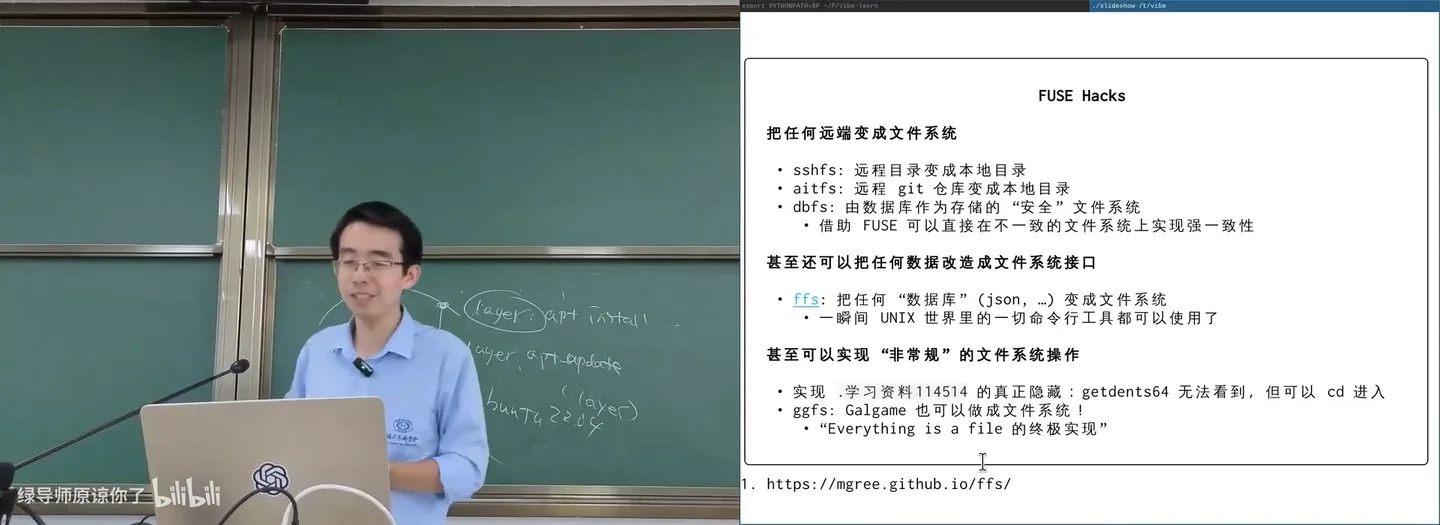 export PYTHONPATH=$P ~/P/vibe-learn
./slideshow /t/vibe
FUSE Hacks
把任何远端变成文件系统
• sshfs: 远程目录变成本地目录
• aitfs: 远程 git 仓库变成本地目录
• dbfs: 由数据库作为存储的 “安全” 文件系统
• 借助 FUSE 可以直接在不一致的文件系统上实现强一致性
甚至还可以把任何数据改造成文件系统接口
• ffs: 把任何 “数据库” (json, …) 变成文件系统
• 一瞬间 UNIX 世界里的一切命令行工具都可以使用了
甚至可以实现 “非常规” 的文件系统操作
• 实现 .学习资料114514 的真正隐藏：getdents64 无法看到，但可以 cd 进入
• ggfs: Galgame 也可以做成文件系统！
• “Everything is a file 的终极实现”
1. https://mgree.github.io/ffs/
layer: apt install ...
layer: apt update
(layer)
ubuntu 22.04
绿导师原谅你了 bilibili